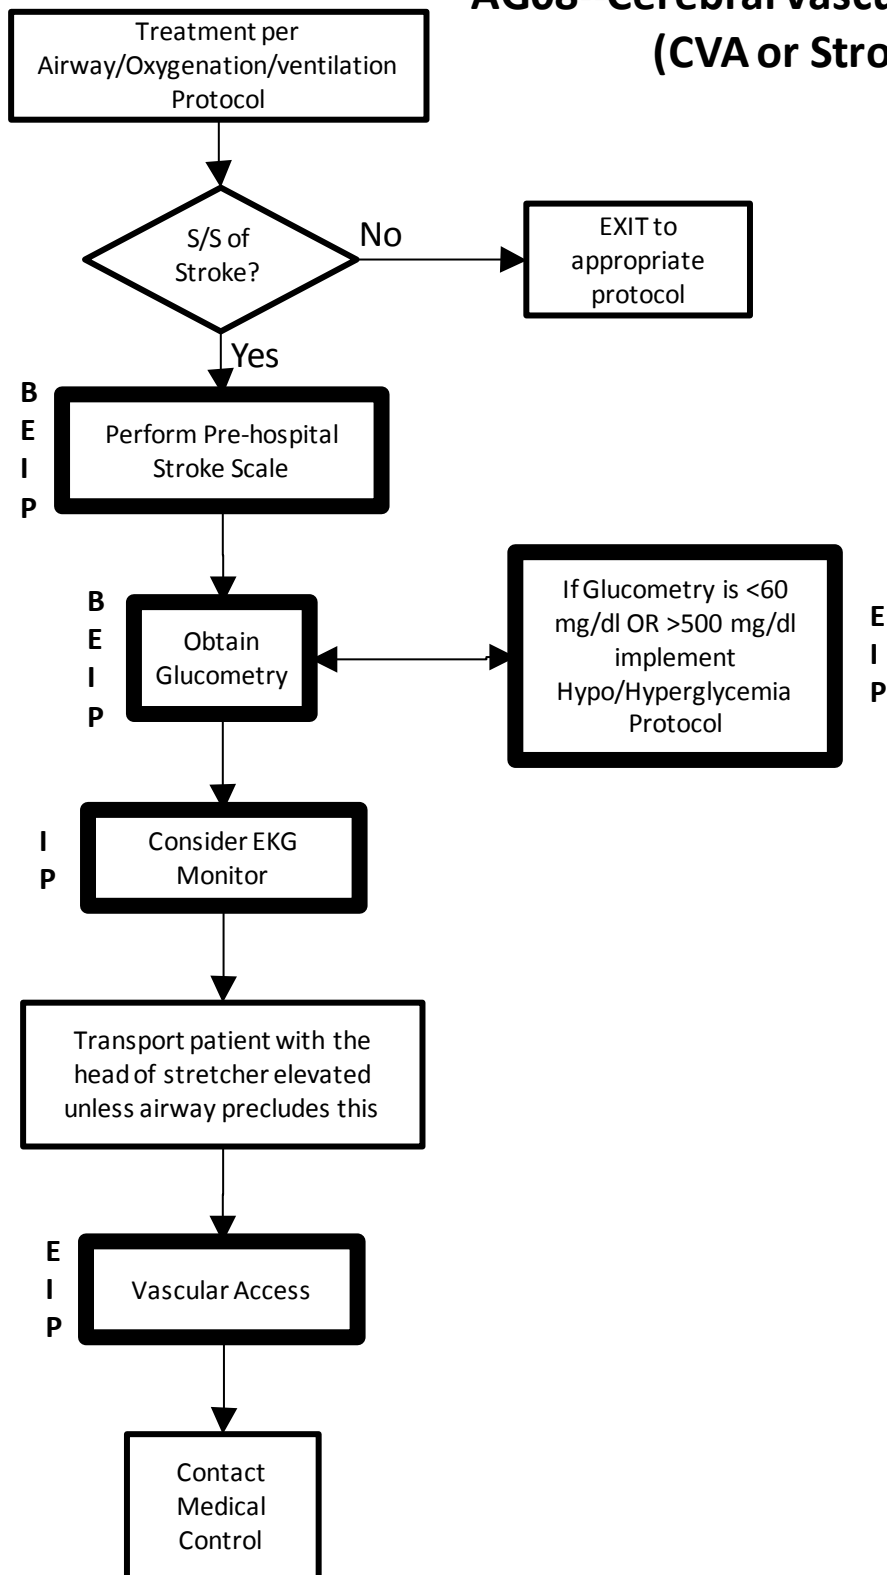 (CVA or Stro
Treatment per
Airway/Oxygenation/ventilation
Protocol
S/S of
Stroke?
No
EXIT to
appropriate
protocol
Yes
B
E
I
P
Perform Pre-hospital
Stroke Scale
B
E
I
P
Obtain
Glucometry
If Glucometry is <60
mg/dl OR >500 mg/dl
implement
Hypo/Hyperglycemia
Protocol
E
I
P
I
P
Consider EKG
Monitor
Transport patient with the
head of stretcher elevated
unless airway precludes this
E
I
P
Vascular Access
Contact
Medical
Control